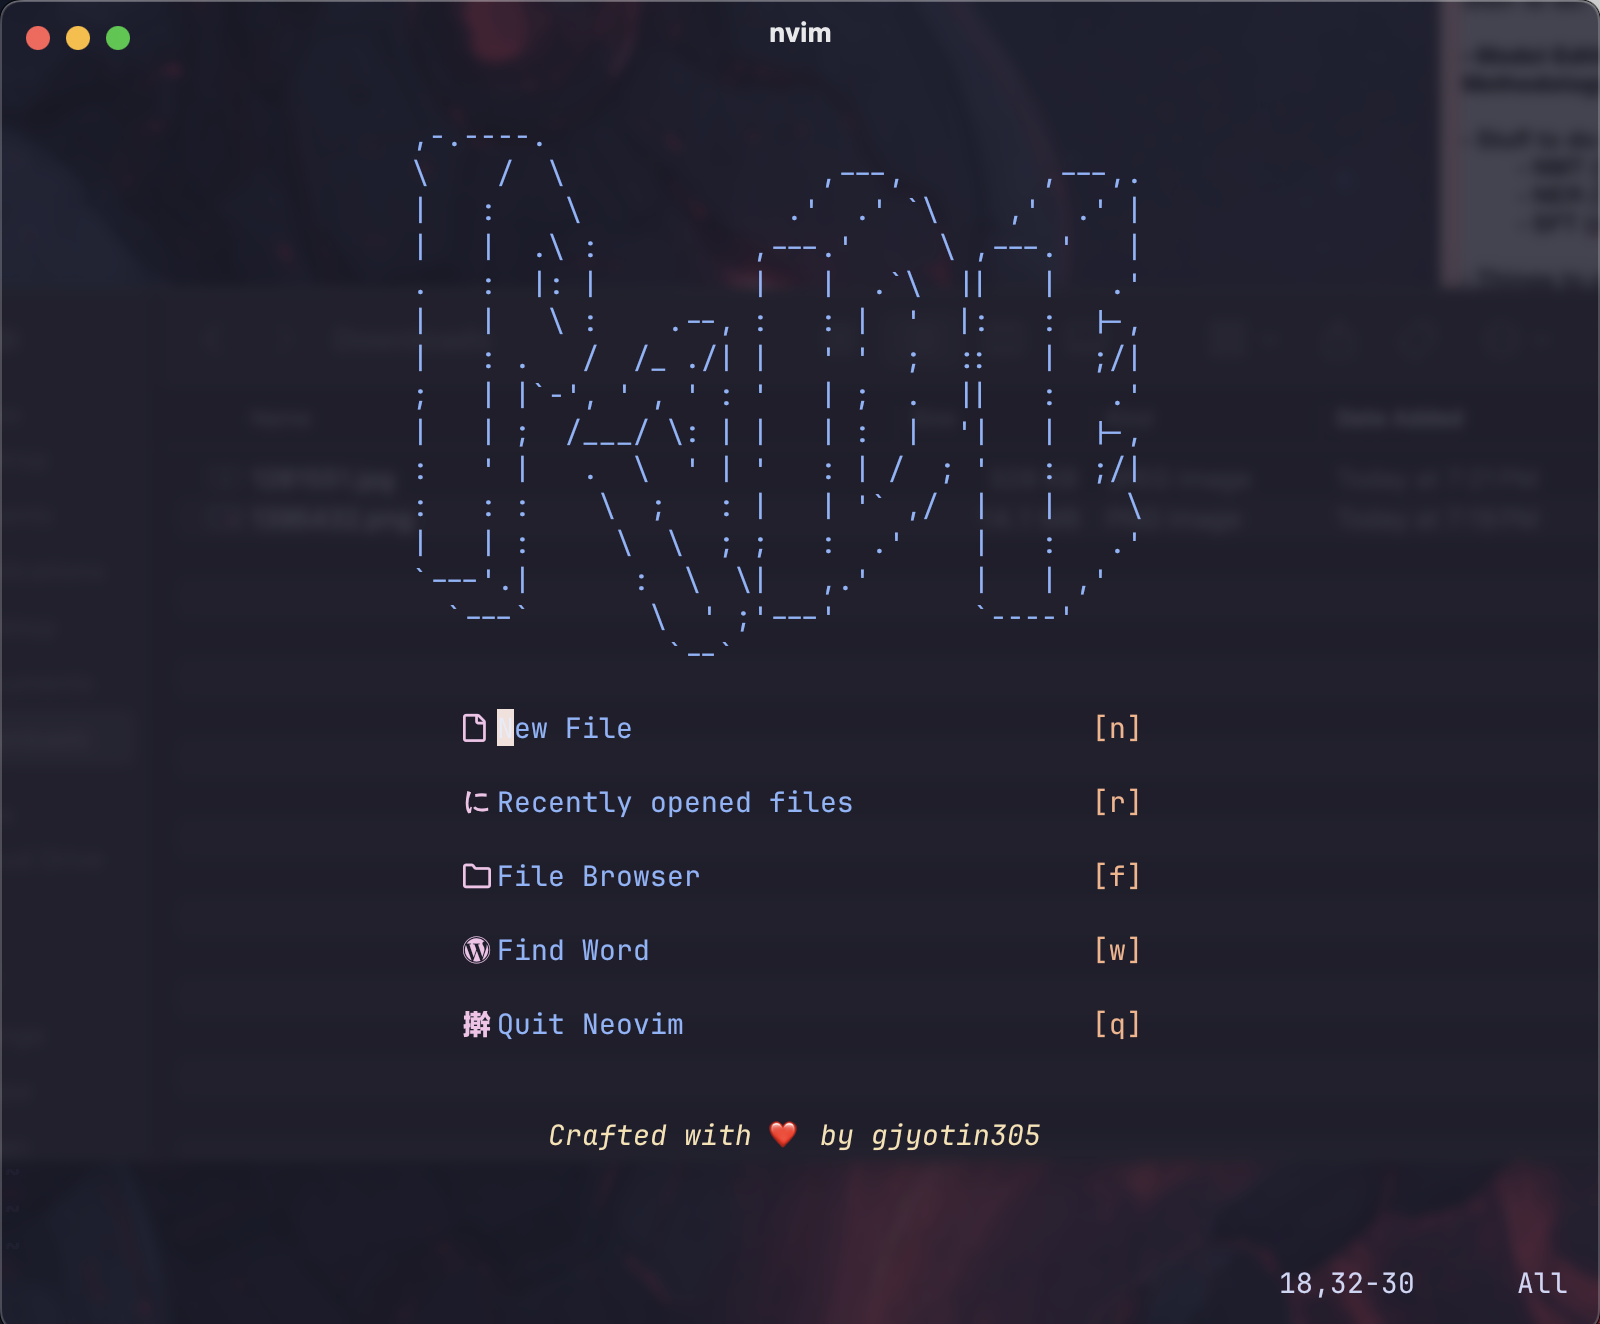 nvim
New File [n]
に Recently opened files [r]
File Browser [f]
Find Word [w]
Quit Neovim [q]
Crafted with ❤️ by gjyotin305
18,32-30 All